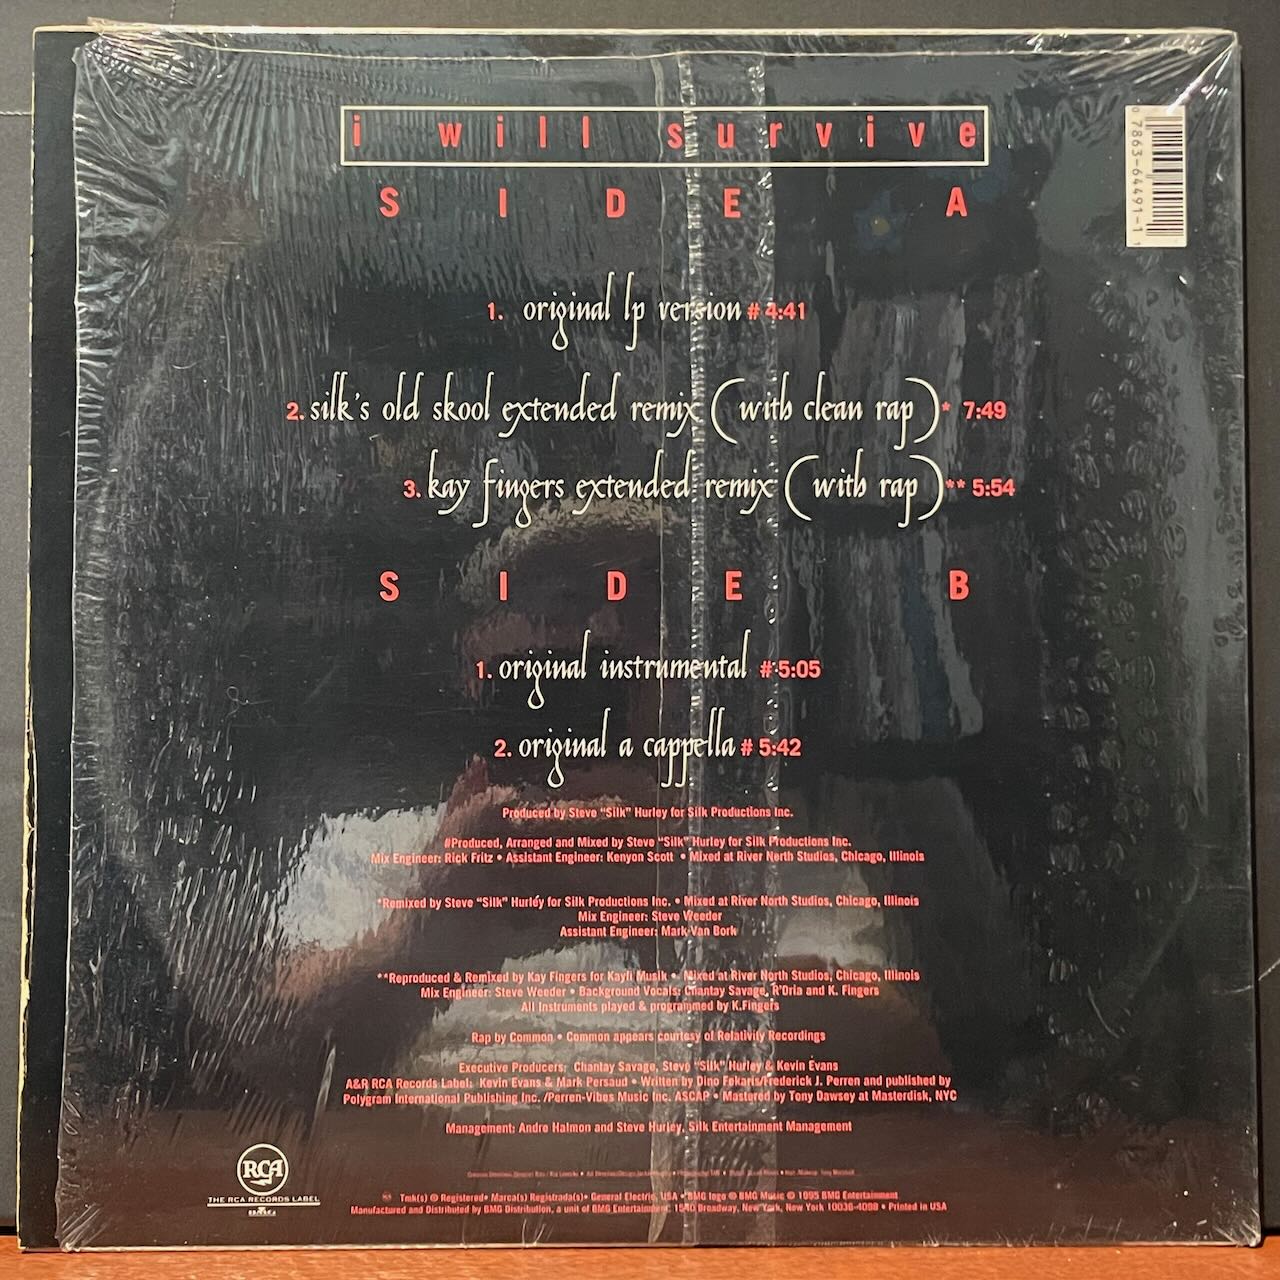 i will survive
0 7863-64491-1 1
SIDE A
1. original lp version # 4:41
2. silk's old skool extended remix (with clean rap)* 7:49
3. kay fingers extended remix (with rap)** 5:54
SIDE B
1. original instrumental # 5:05
2. original a cappella # 5:42
Produced by Steve "Silk" Hurley for Silk Productions Inc.
#Produced, Arranged and Mixed by Steve "Silk" Hurley for Silk Productions Inc.
Mix Engineer: Rick Fritz • Assistant Engineer: Kenyon Scott • Mixed at River North Studios, Chicago, Illinois
*Remixed by Steve "Silk" Hurley for Silk Productions Inc. • Mixed at River North Studios, Chicago, Illinois
Mix Engineer: Steve Weeder
Assistant Engineer: Mark Van Bork
**Reproduced & Remixed by Kay Fingers for Kayfi Musik • Mixed at River North Studios, Chicago, Illinois
Mix Engineer: Steve Weeder • Background Vocals: Chantay Savage, R'Dria and K. Fingers
All Instruments played & programmed by K.Fingers
Rap by Common • Common appears courtesy of Relativity Recordings
Executive Producers: Chantay Savage, Steve "Silk" Hurley & Kevin Evans
A&R RCA Records Label: Kevin Evans & Mark Persaud • Written by Dino Fekaris/Frederick J. Perren and published by
Polygram International Publishing Inc. /Perren-Vibes Music Inc. ASCAP • Mastered by Tony Dawsey at Masterdisk, NYC
Management: Andre Halmon and Steve Hurley, Silk Entertainment Management
RCA
THE RCA RECORDS LABEL
BMG
Tmk(s) ® Registered• Marca(s) Registrada(s)• General Electric, USA • BMG logo ® BMG Music © 1995 BMG Entertainment
Manufactured and Distributed by BMG Distribution, a unit of BMG Entertainment, 1540 Broadway, New York, New York 10036-4098 • Printed in USA